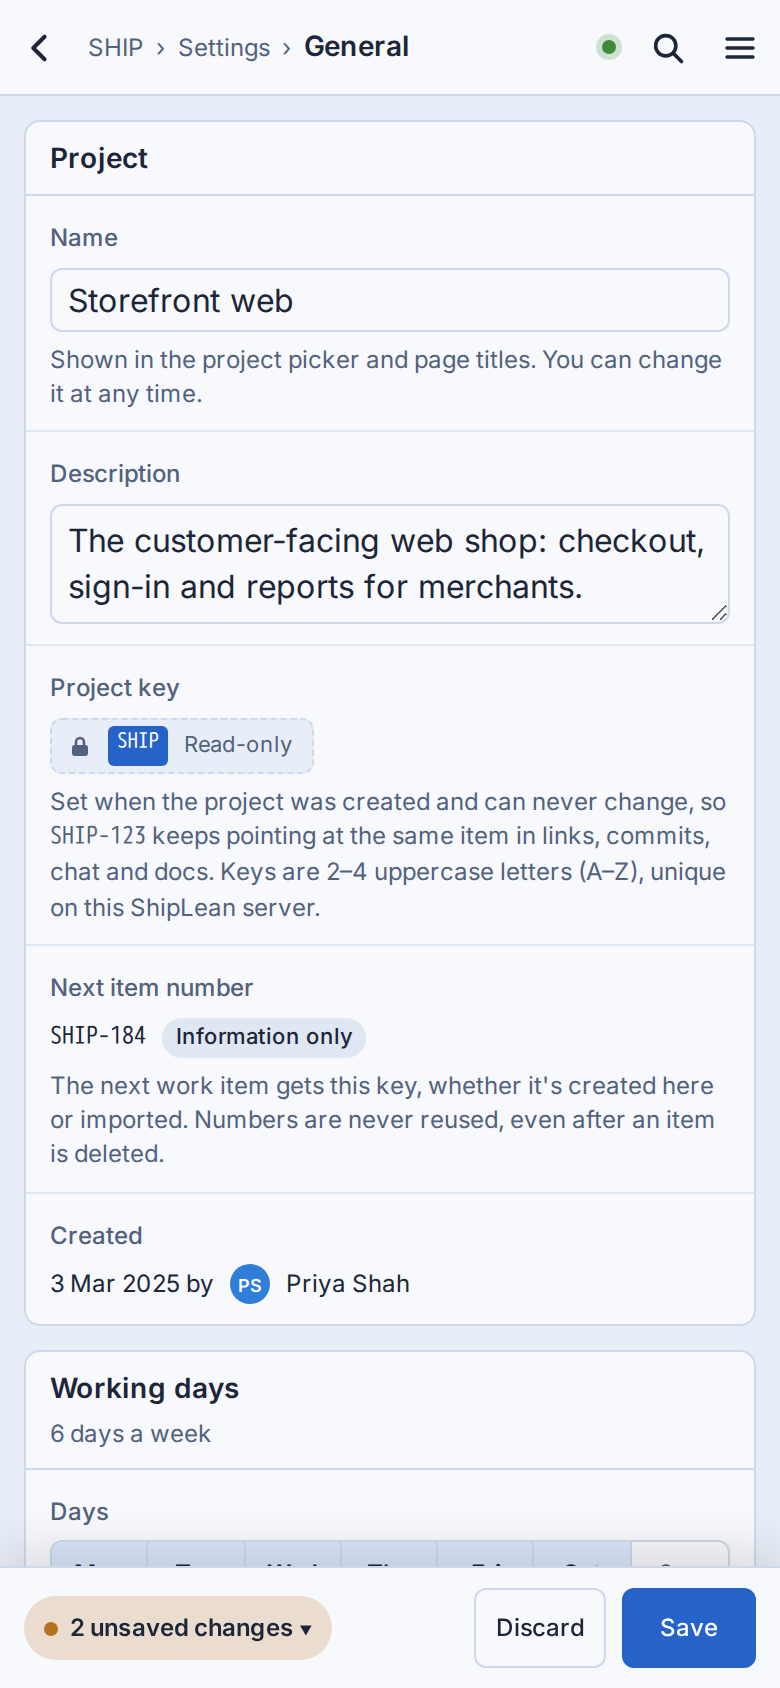 SHIP › Settings › General
Project
Name
Storefront web
Shown in the project picker and page titles. You can change
it at any time.
Description
The customer-facing web shop: checkout,
sign-in and reports for merchants.
Project key
SHIP Read-only
Set when the project was created and can never change, so
SHIP-123 keeps pointing at the same item in links, commits,
chat and docs. Keys are 2–4 uppercase letters (A–Z), unique
on this ShipLean server.
Next item number
SHIP-184 Information only
The next work item gets this key, whether it's created here
or imported. Numbers are never reused, even after an item
is deleted.
Created
3 Mar 2025 by PS Priya Shah
Working days
6 days a week
Days
2 unsaved changes ▾ Discard Save